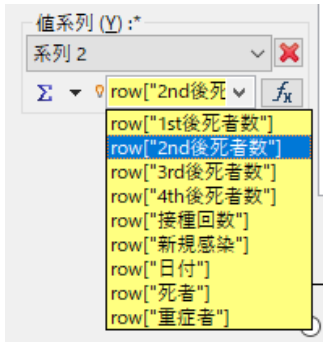 値系列 (Y) :*
系列 2
Σ row["2nd後死 fx
row["1st後死者数"]
row["2nd後死者数"]
row["3rd後死者数"]
row["4th後死者数"]
row["接種回数"]
row["新規感染"]
row["日付"]
row["死者"]
row["重症者"]